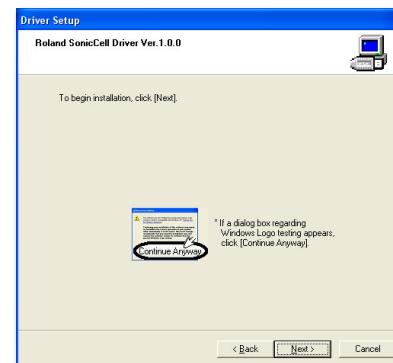 Driver Setup
Roland SonicCell Driver Ver.1.0.0
To begin installation, click [Next].
Continue Anyway
* If a dialog box regarding
Windows Logo testing appears,
click [Continue Anyway].
< Back
Next >
Cancel